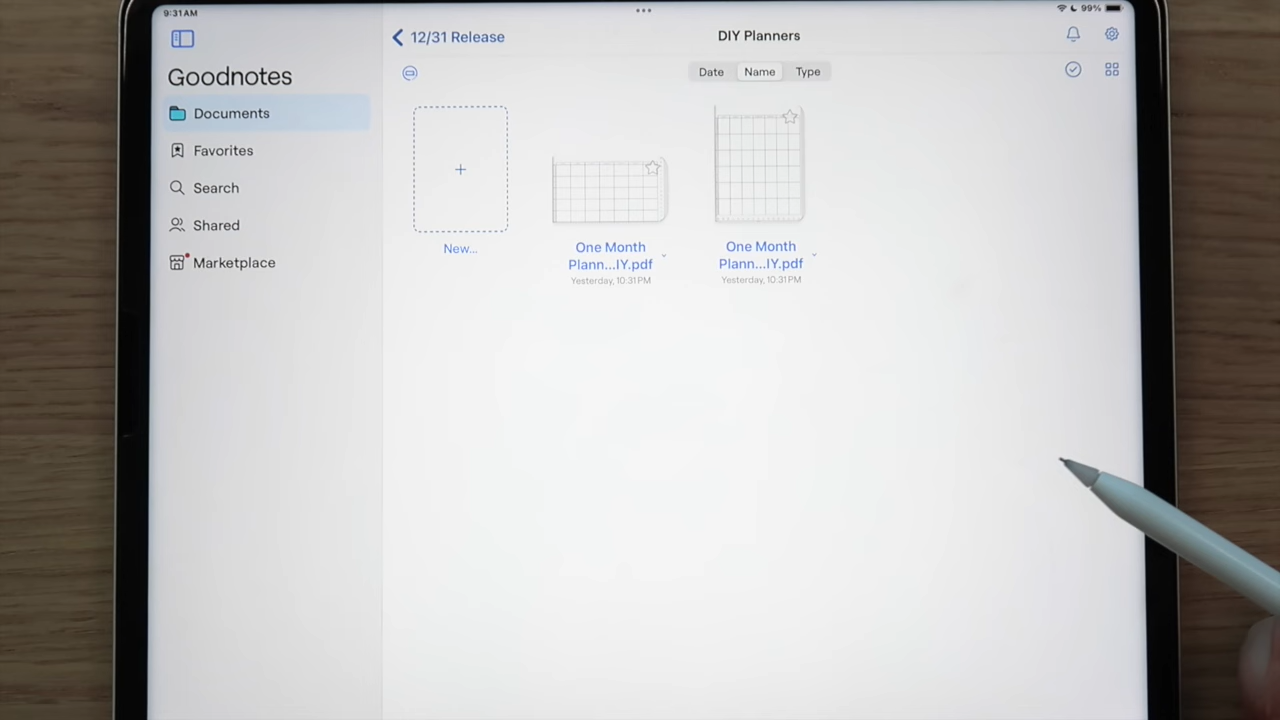 9:31 AM
99%
12/31 Release
DIY Planners
Goodnotes
Date Name Type
Documents
Favorites
Search
Shared
Marketplace
New...
One Month
Plann...IY.pdf
Yesterday, 10:31 PM
One Month
Plann...IY.pdf
Yesterday, 10:31 PM